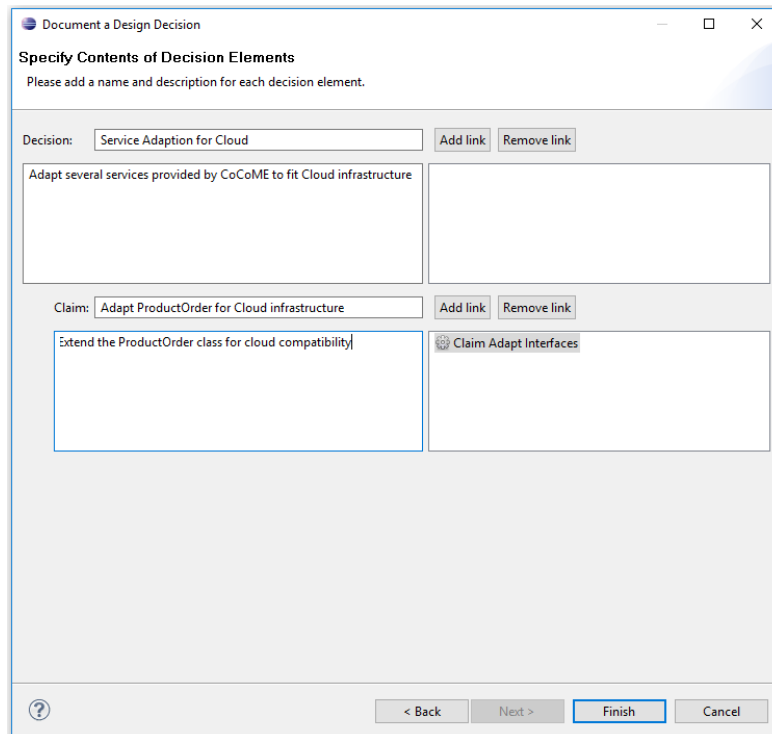 Document a Design Decision
Specify Contents of Decision Elements
Please add a name and description for each decision element.
Decision: Service Adaption for Cloud Add link Remove link
Adapt several services provided by CoCoME to fit Cloud infrastructure
Claim: Adapt ProductOrder for Cloud infrastructure Add link Remove link
Extend the ProductOrder class for cloud compatibility Claim Adapt Interfaces
? < Back Next > Finish Cancel